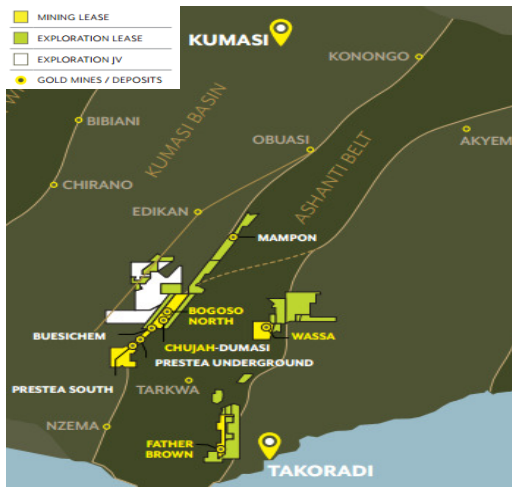 MINING LEASE
EXPLORATION LEASE
EXPLORATION JV
GOLD MINES / DEPOSITS
KUMASI
KONONGO
BIBIANI
KUMASI BASIN
OBUASI
AKYEM
ASHANTI BELT
CHIRANO
EDIKAN
MAMPON
BOGOSO
NORTH
BUESICHEM
WASSA
CHUJAH-DUMASI
PRESTEA UNDERGROUND
PRESTEA SOUTH
TARKWA
NZEMA
FATHER
BROWN
TAKORADI